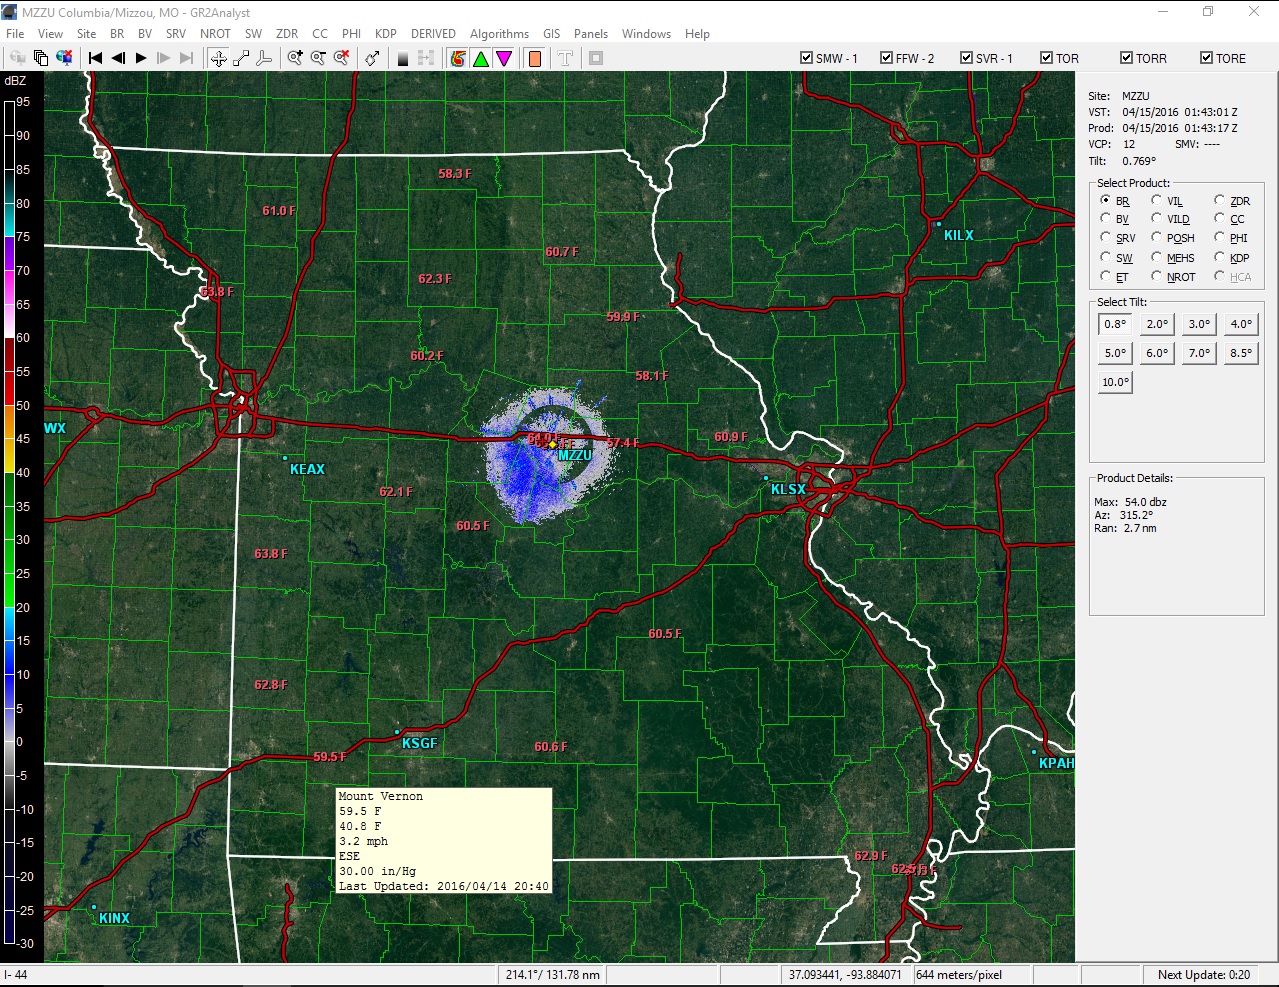 MZZU Columbia/Mizzou, MO - GR2Analyst
File View Site BR BV SRV NROT SW ZDR CC PHI KDP DERIVED Algorithms GIS Panels Windows Help
SMW - 1 FFW - 2 SVR - 1 TOR TORR TORE
dBZ
95
90
85
80
75
70
65
60
55
50
45
40
35
30
25
20
15
10
5
0
-5
-10
-15
-20
-25
-30
58.3 F
61.0 F
KILX
60.7 F
62.3 F
63.8 F
59.9 F
60.2 F
58.1 F
WX
57.4 F
60.9 F
MZZU
KEAX
KLSX
62.1 F
60.5 F
63.8 F
60.5 F
62.8 F
KSGF
60.6 F
59.5 F
KPAH
Mount Vernon
59.5 F
40.8 F
3.2 mph
ESE
30.00 in/Hg
Last Updated: 2016/04/14 20:40
62.9 F
KINX
Site: MZZU
VST: 04/15/2016 01:43:01 Z
Prod: 04/15/2016 01:43:17 Z
VCP: 12 SMV: ----
Tilt: 0.769°
Select Product:
BR VIL ZDR
BV VILD CC
SRV POSH PHI
SW MEHS KDP
ET NROT HCA
Select Tilt:
0.8° 2.0° 3.0° 4.0°
5.0° 6.0° 7.0° 8.5°
10.0°
Product Details:
Max: 54.0 dbz
Az: 315.2°
Ran: 2.7 nm
I- 44 214.1°/ 131.78 nm 37.093441, -93.884071 644 meters/pixel Next Update: 0:20